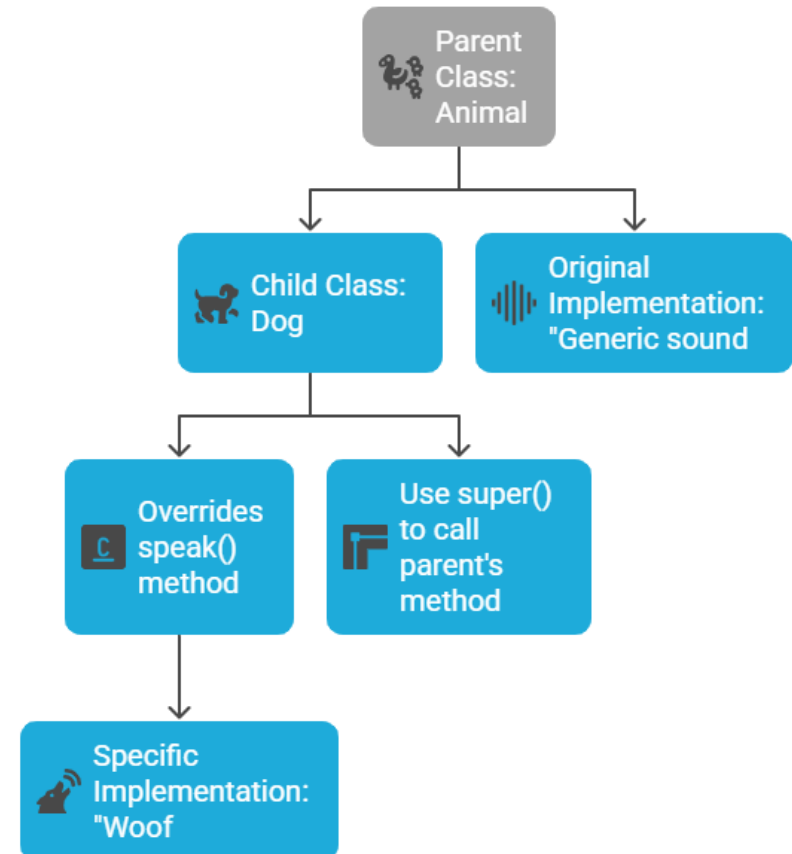 Parent
Class:
Animal
Child Class:
Dog
Original
Implementation:
"Generic sound
Overrides
speak()
method
C
Use super()
to call
parent's
method
Specific
Implementation:
"Woof